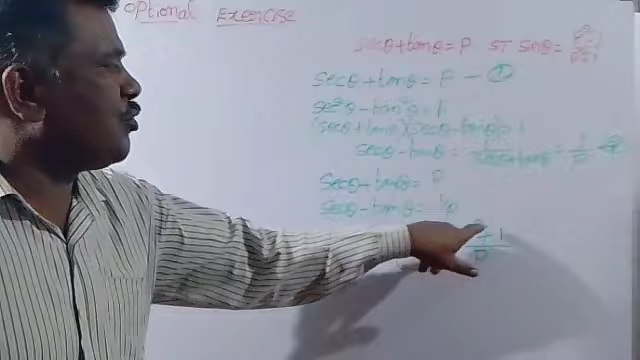 Optional Exercise
secθ+tanθ = P ST sinθ = P²-1/P²+1
secθ+tanθ = P — ①
sec²θ-tan²θ = 1
(secθ+tanθ)(secθ-tanθ) = 1
secθ-tanθ = 1/secθ+tanθ = 1/P ②
secθ-tanθ = P
secθ-tanθ = 1/P
+1
P